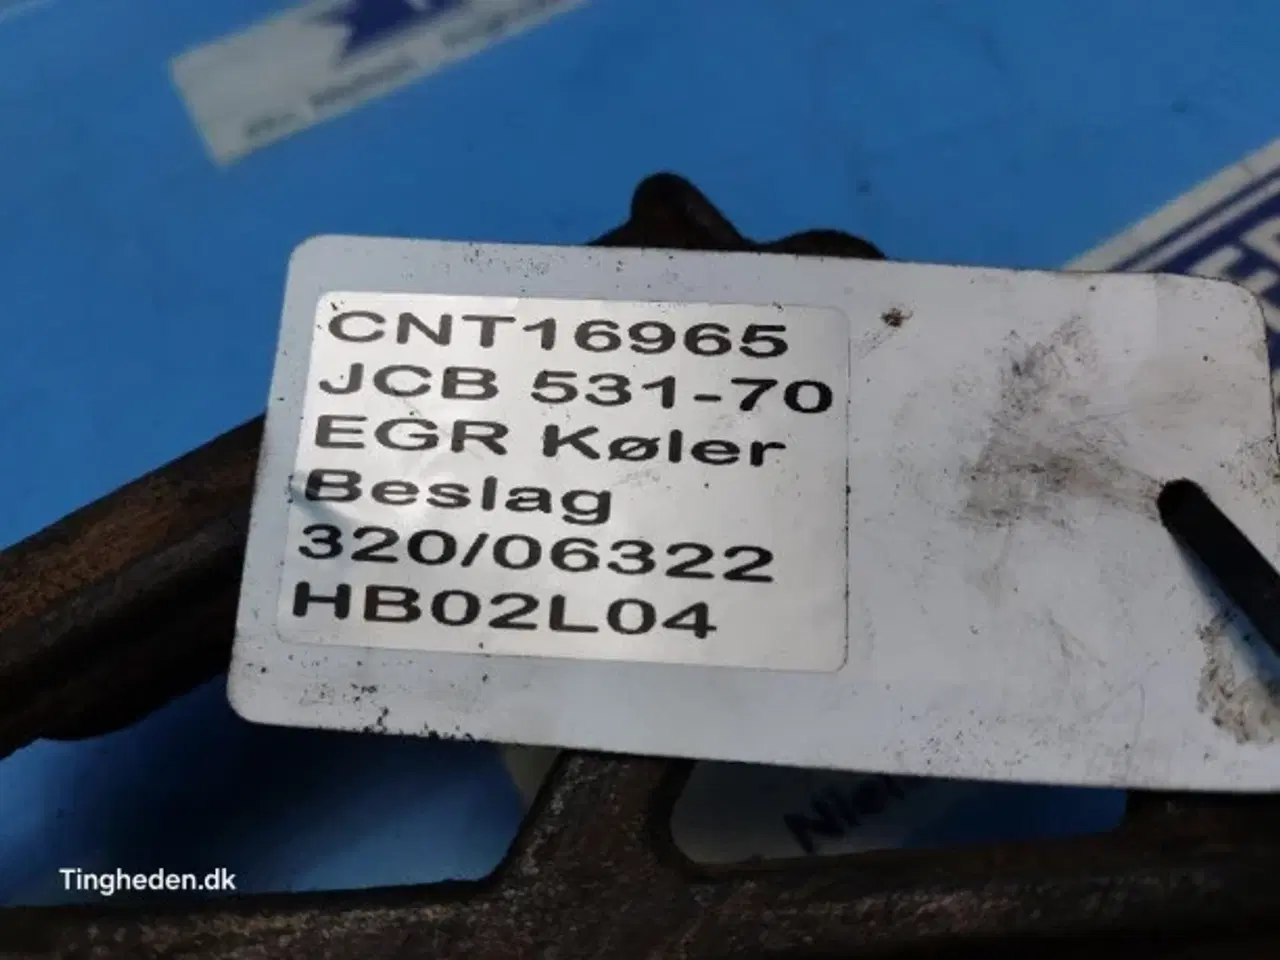 CNT16965
JCB 531-70
EGR Køler
Beslag
320/06322
HB02L04
Tingheden.dk